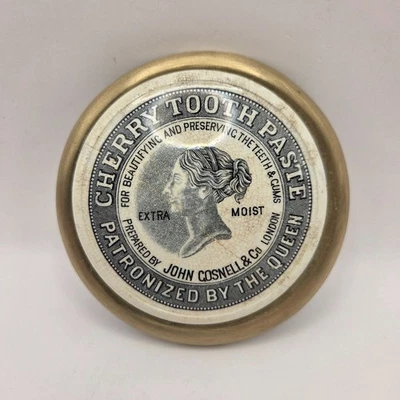 CHERRY TOOTH PASTE
FOR BEAUTIFYING AND PRESERVING THE TEETH & GUMS
EXTRA MOIST
PREPARED BY JOHN GOSNELL & Co LONDON
PATRONIZED BY THE QUEEN